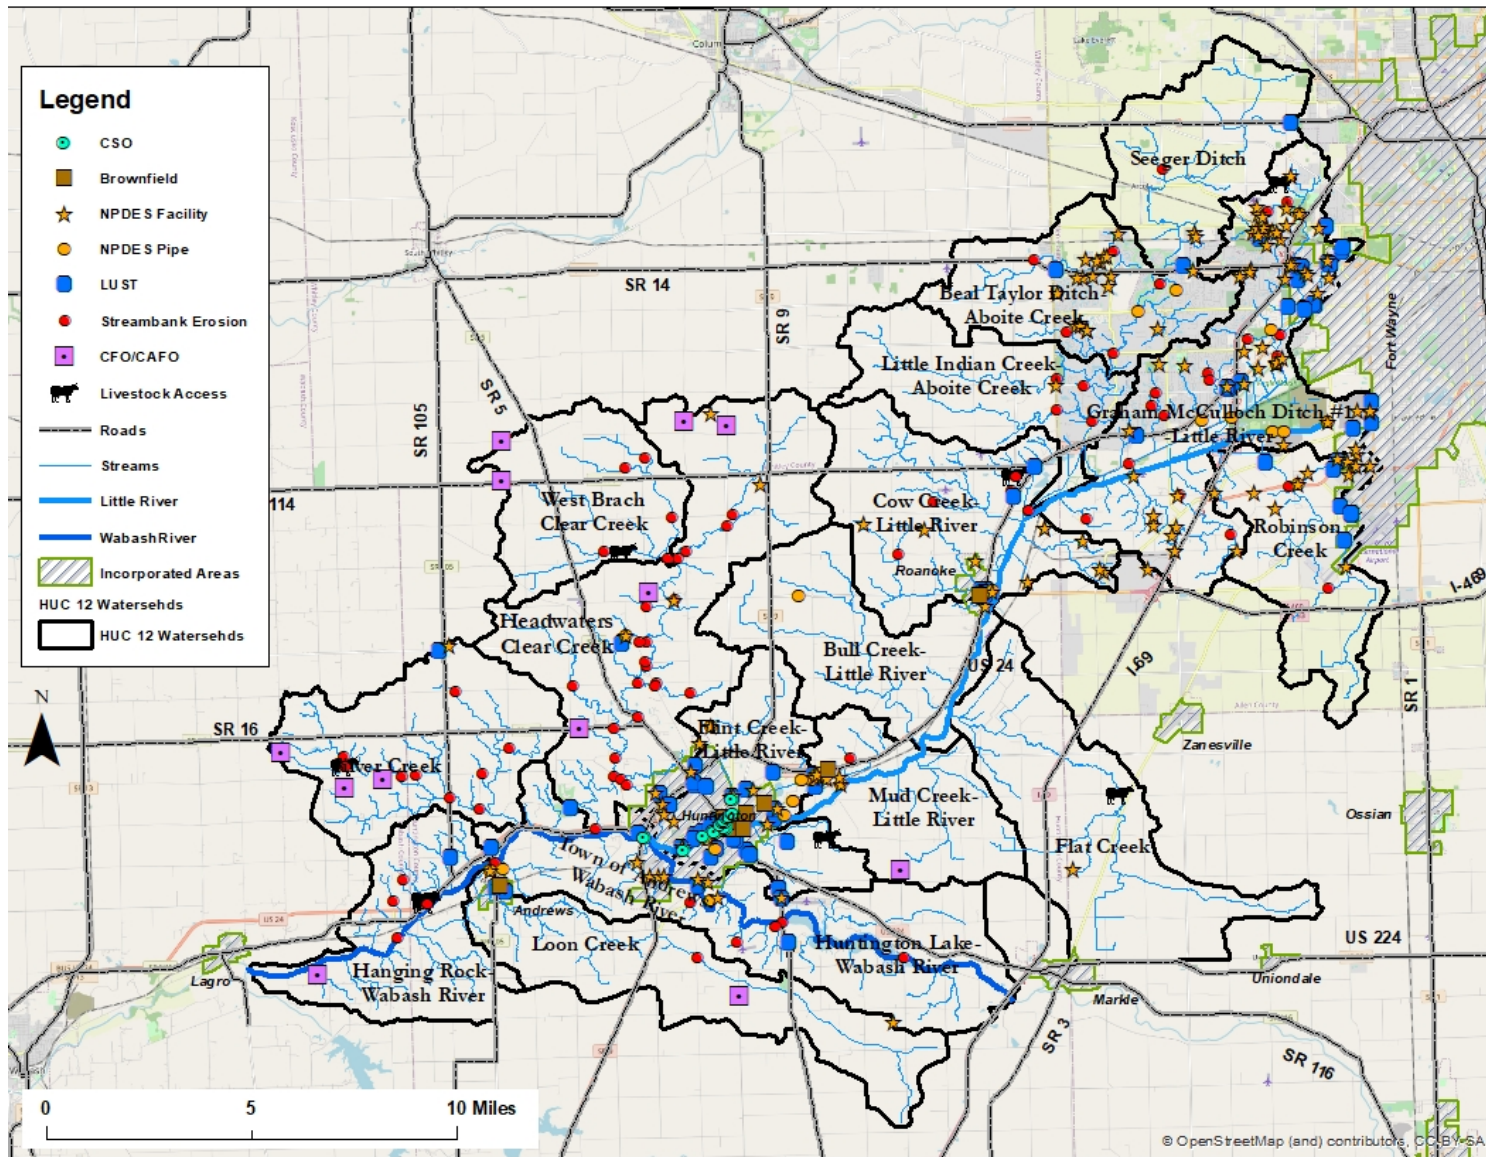 Legend
CSO
Brownfield
NPDES Facility
NPDES Pipe
LUST
Streambank Erosion
CFO/CAFO
Livestock Access
Roads
Streams
Little River
WabashRiver
Incorporated Areas
HUC 12 Watersehds
HUC 12 Watersehds
Seeger Ditch
SR 14
Beal Taylor Ditch-
Aboite Creek
SR 9
Fort Wayne
Little Indian Creek-
Aboite Creek
SR 5
SR 105
Graham McCulloch Ditch #1
-Little River
114
West Brach
Clear Creek
Cow Creek-
Little River
Robinson
Creek
Roanoke
I-469
Headwaters
Clear Creek
Bull Creek-
Little River
US 24
I-69
SR 1
N
SR 16
Flint Creek-
Little River
Zanesville
Mud Creek-
Little River
Huntington
Ossian
Flat Creek
Town of Andrews
Wabash River
Andrews
Loon Creek
Huntington Lake-
Wabash River
US 224
Hanging Rock-
Wabash River
Lagro
Uniondale
Markle
SR 3
SR 116
0 5 10 Miles
© OpenStreetMap (and) contributors, CC-BY-SA